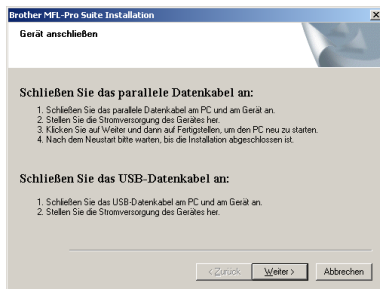 Brother MFL-Pro Suite Installation
Gerät anschließen
Schließen Sie das parallele Datenkabel an:
1. Schließen Sie das parallele Datenkabel am PC und am Gerät an.
2. Stellen Sie die Stromversorgung des Gerätes her.
3. Klicken Sie auf Weiter und dann auf Fertigstellen, um den PC neu zu starten.
4. Nach dem Neustart bitte warten, bis die Installation abgeschlossen ist.
Schließen Sie das USB-Datenkabel an:
1. Schließen Sie das USB-Datenkabel am PC und am Gerät an.
2. Stellen Sie die Stromversorgung des Gerätes her.
< Zurück Weiter > Abbrechen